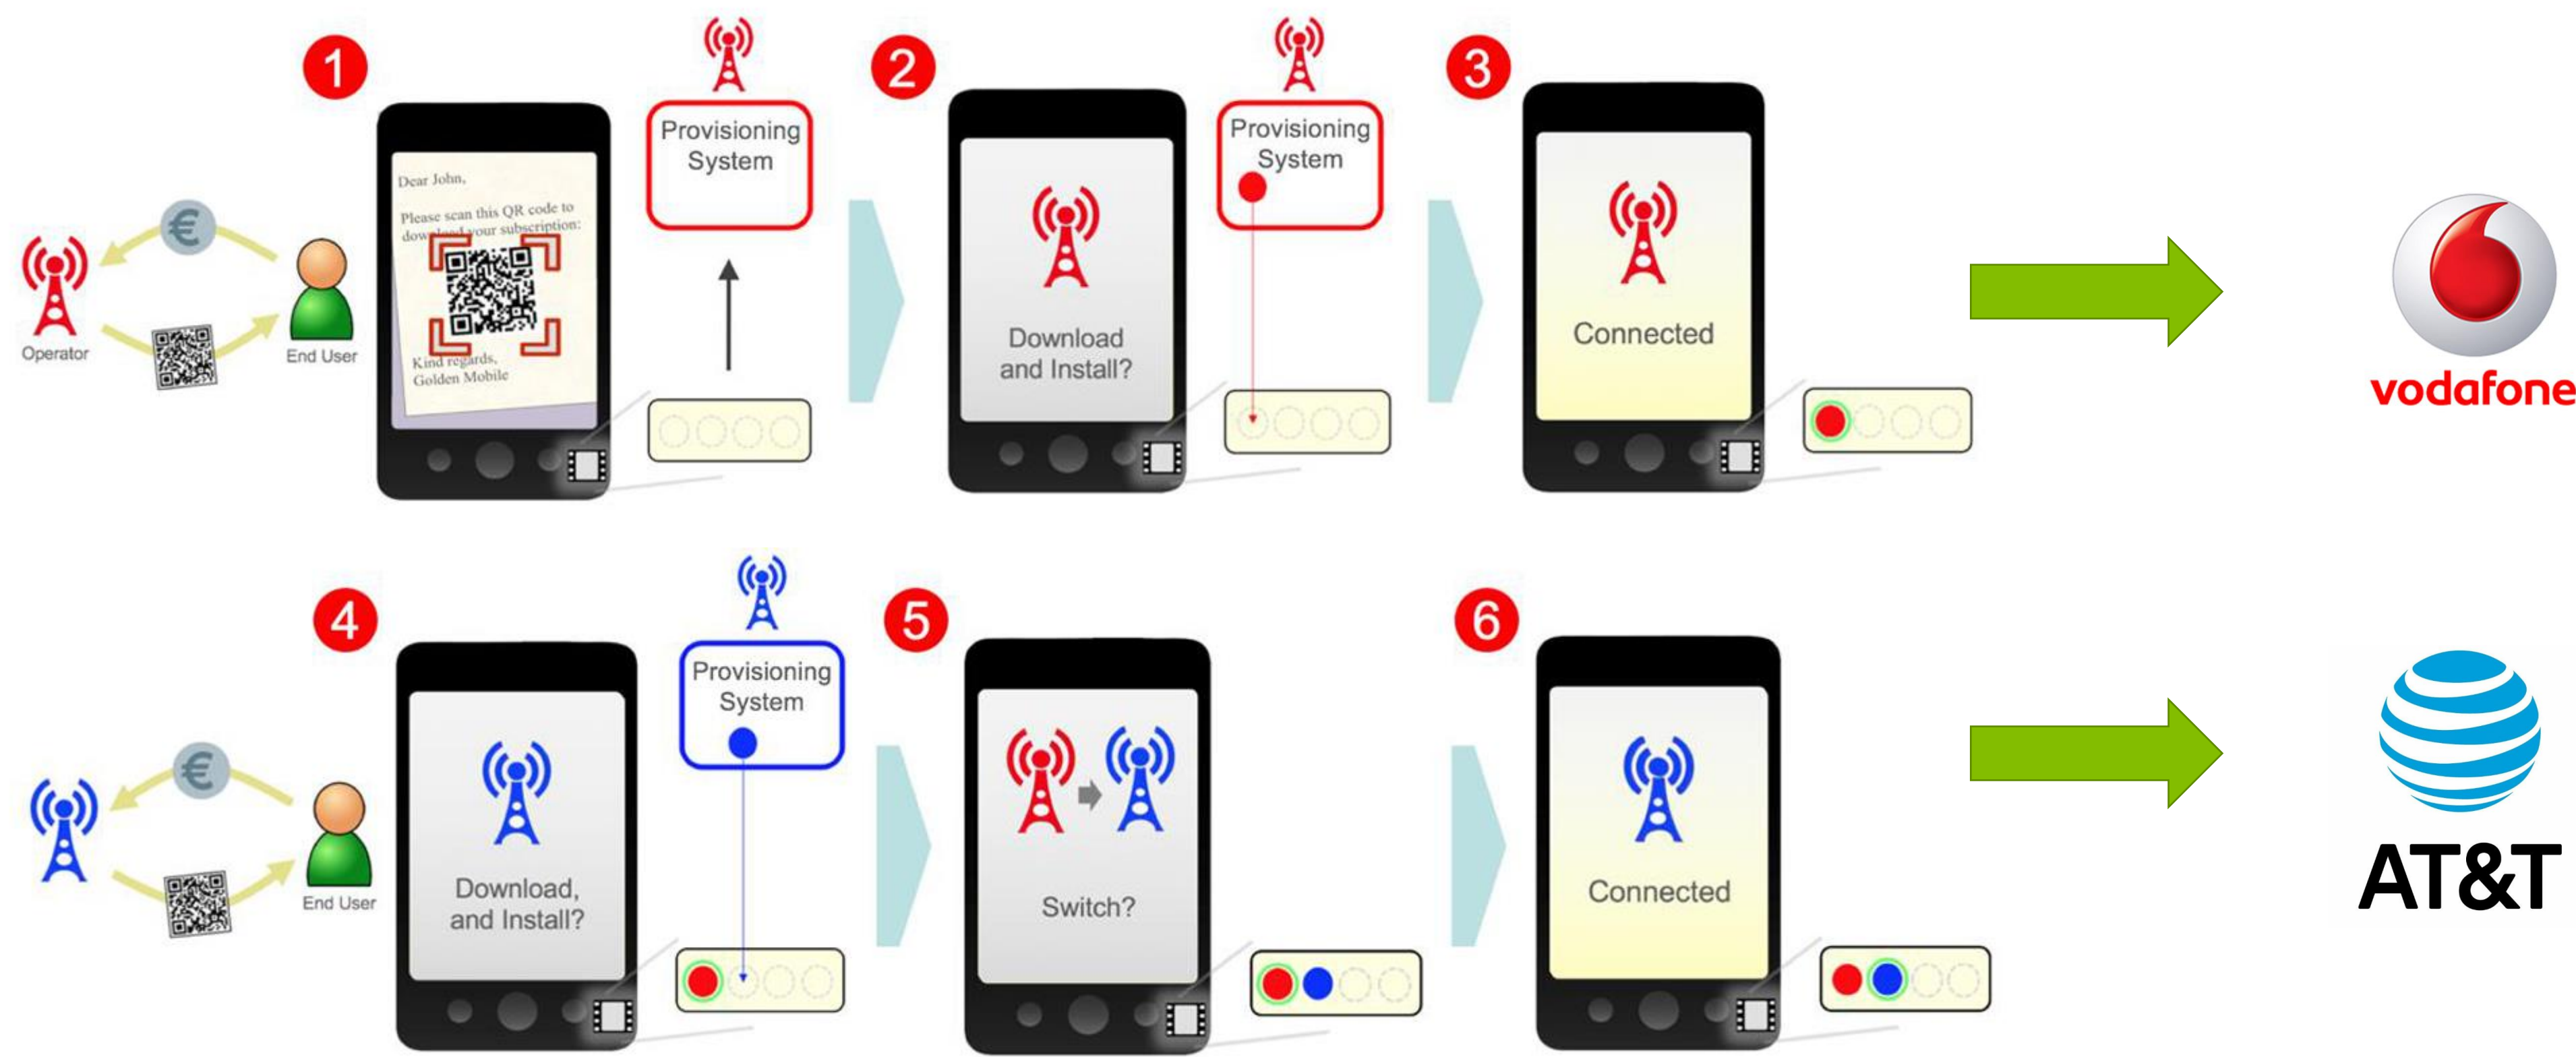 1
Provisioning
System
Dear John,
Please scan this QR code to
download your subscription:
Kind regards,
Golden Mobile
€
Operator
End User
2
Provisioning
System
Download
and Install?
3
Connected
vodafone
4
Provisioning
System
Download,
and Install?
€
End User
5
Switch?
6
Connected
AT&T